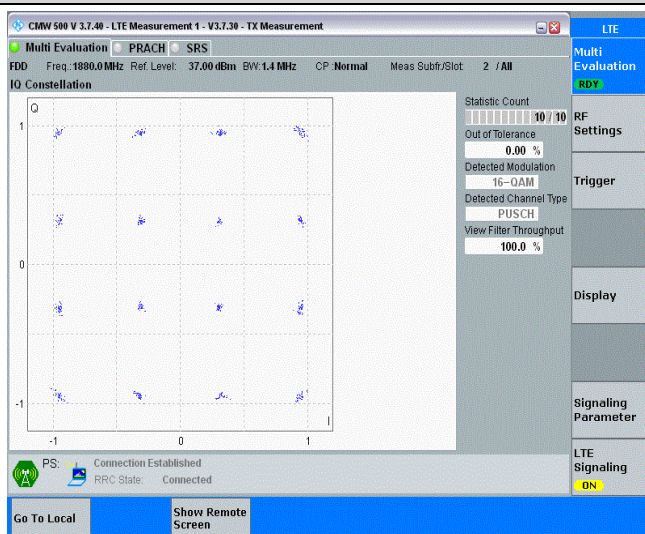 CMW 500 V 3.7.40 - LTE Measurement 1 - V3.7.30 - TX Measurement
LTE
Multi Evaluation PRACH SRS
FDD Freq.:1880.0 MHz Ref. Level: 37.00 dBm BW:1.4 MHz CP :Normal Meas Subfr./Slot: 2 / All
IQ Constellation
Q
1
0
-1
I
-1 0 1
Statistic Count
10 / 10
Out of Tolerance
0.00 %
Detected Modulation
16-QAM
Detected Channel Type
PUSCH
View Filter Throughput
100.0 %
Multi
Evaluation
RDY
RF
Settings
Trigger
Display
Signaling
Parameter
LTE
Signaling
ON
PS: Connection Established
RRC State: Connected
Go To Local
Show Remote
Screen